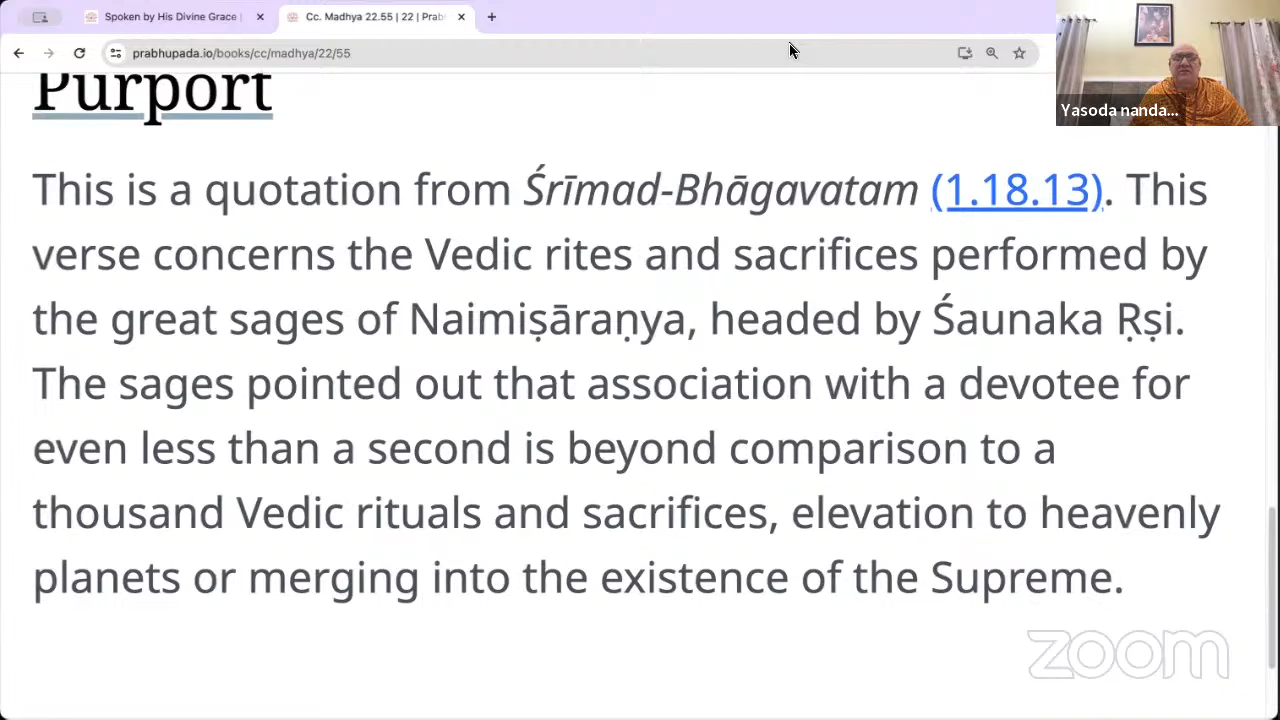 Spoken by His Divine Grace |
Cc. Madhya 22.55 | 22 | Prab
prabhupada.io/books/cc/madhya/22/55
Yasoda nanda...
Purport
This is a quotation from Śrīmad-Bhāgavatam (1.18.13). This
verse concerns the Vedic rites and sacrifices performed by
the great sages of Naimiṣāraṇya, headed by Śaunaka Ṛṣi.
The sages pointed out that association with a devotee for
even less than a second is beyond comparison to a
thousand Vedic rituals and sacrifices, elevation to heavenly
planets or merging into the existence of the Supreme.
zoom